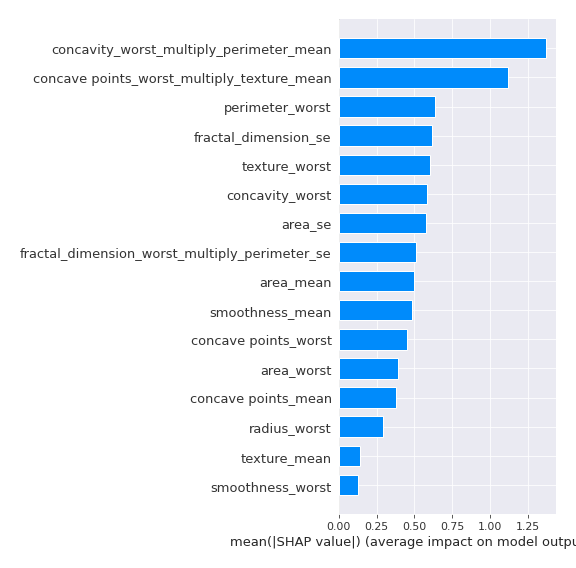 concavity_worst_multiply_perimeter_mean
concave points_worst_multiply_texture_mean
perimeter_worst
fractal_dimension_se
texture_worst
concavity_worst
area_se
fractal_dimension_worst_multiply_perimeter_se
area_mean
smoothness_mean
concave points_worst
area_worst
concave points_mean
radius_worst
texture_mean
smoothness_worst
0.00 0.25 0.50 0.75 1.00 1.25
mean(|SHAP value|) (average impact on model outpu